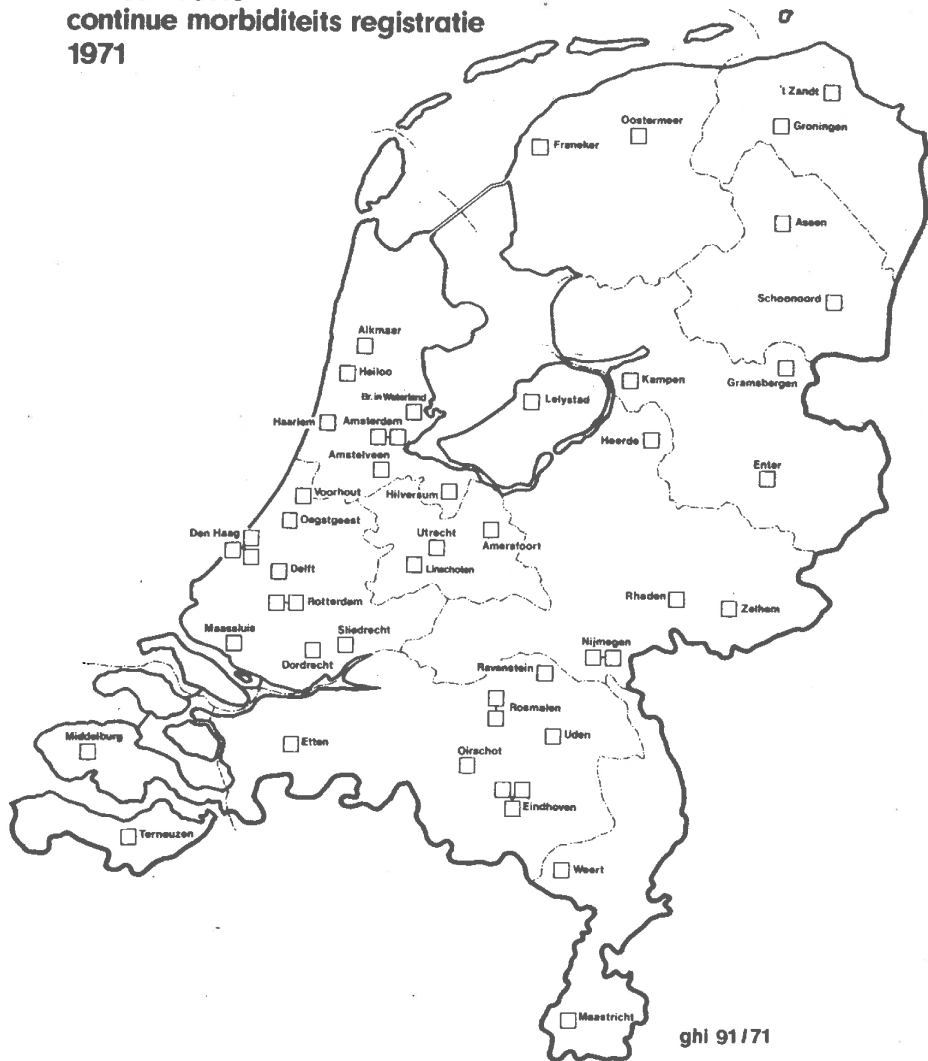 continue morbiditeits registratie
1971
't Zandt
Groningen
Oostermeer
Franeker
Assen
Schoonoord
Alkmaar
Heiloo
Kampen
Gramsbergen
Br. in Waterland
Lelystad
Haarlem
Amsterdam
Heerde
Amstelveen
Enter
Voorhout
Hilversum
Oegstgeest
Den Haag
Utrecht
Amersfoort
Linschoten
Delft
Rheden
Zelhem
Rotterdam
Maassluis
Sliedrecht
Nijmegen
Dordrecht
Ravenstein
Rosmalen
Middelburg
Etten
Uden
Oirschot
Eindhoven
Terneuzen
Weert
Maastricht
ghi 91/71